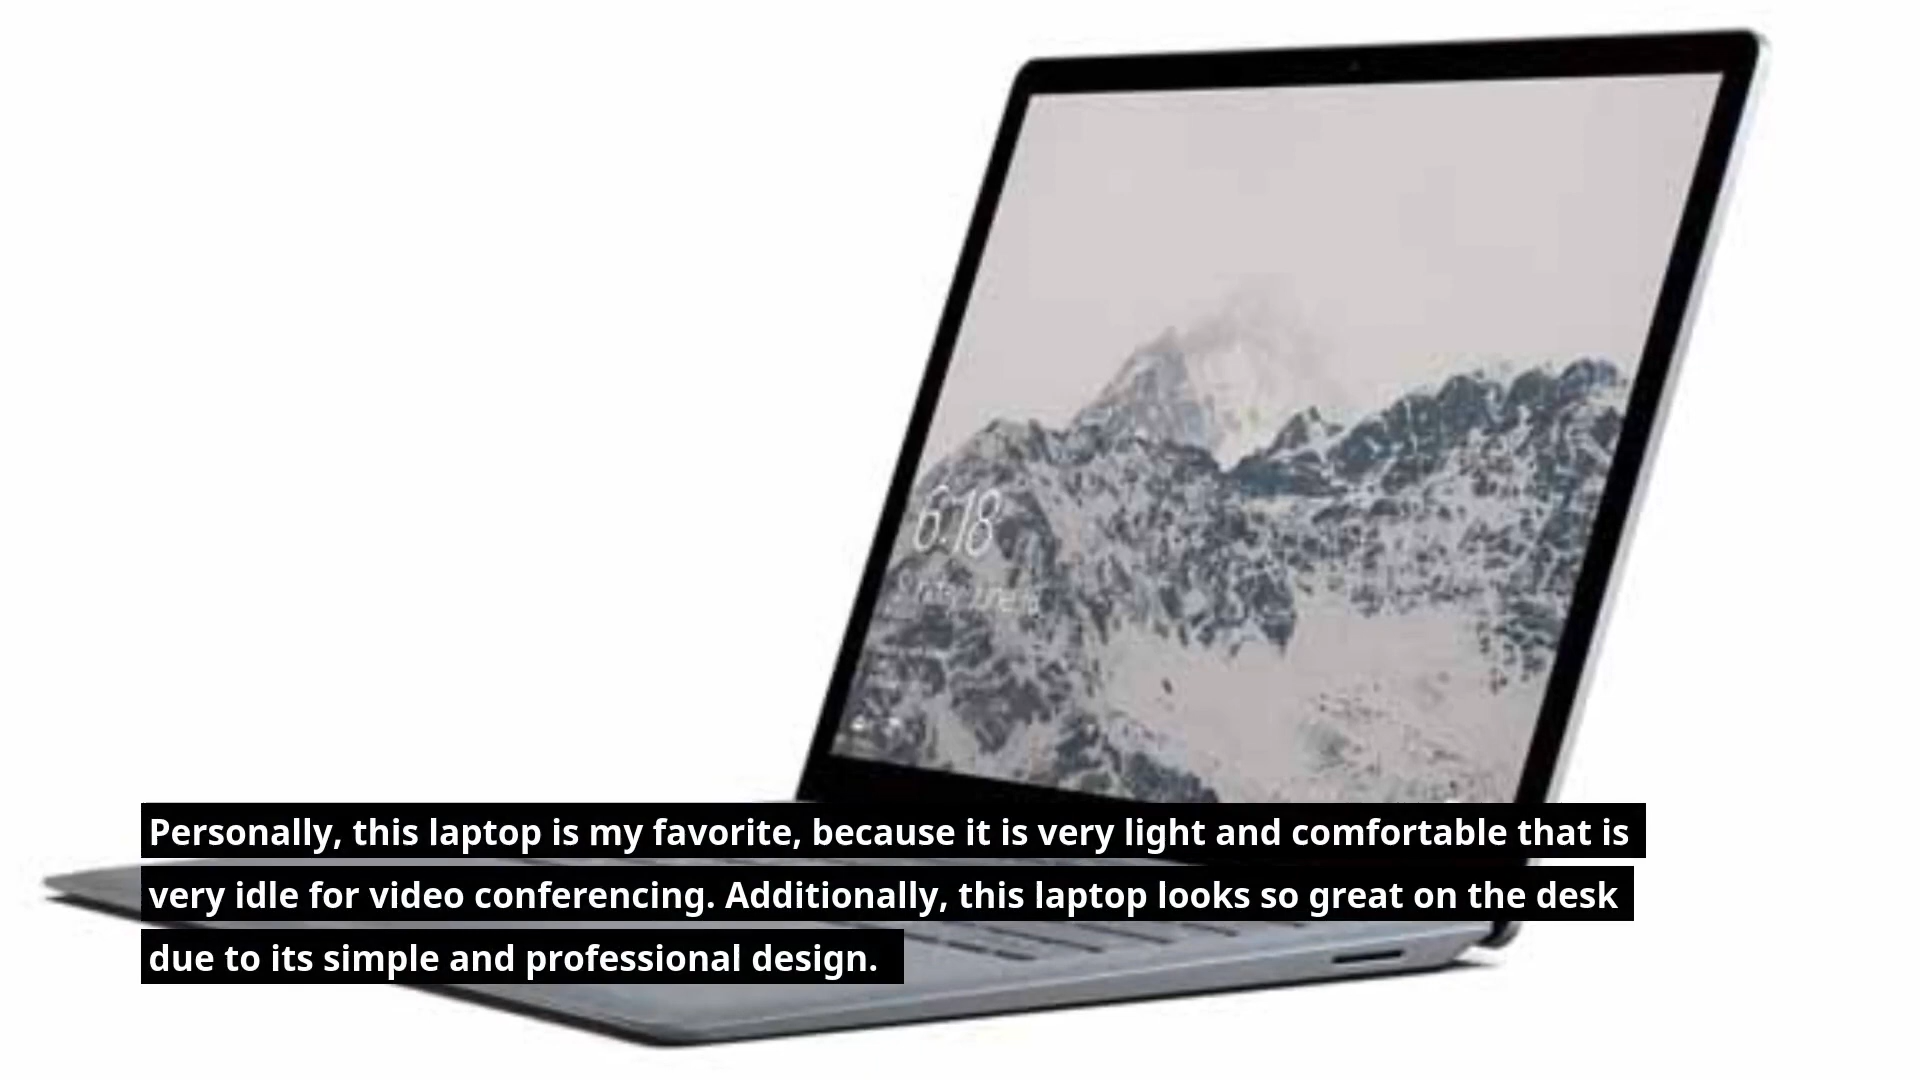 6:18
Personally, this laptop is my favorite, because it is very light and comfortable that is
very idle for video conferencing. Additionally, this laptop looks so great on the desk
due to its simple and professional design.